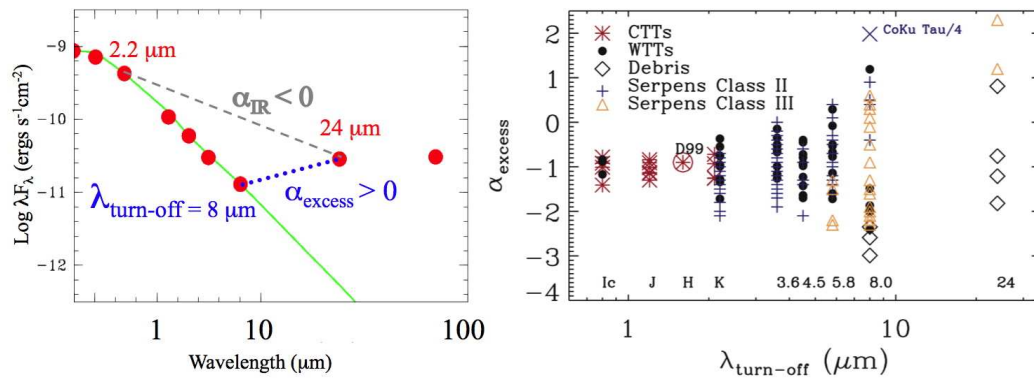 2.2 μm
α_IR < 0
24 μm
λ_turn-off = 8 μm
α_excess > 0
-9
-10
-11
-12
Log λF_λ (ergs s⁻¹cm⁻²)
1 10 100
Wavelength (μm)
CTTs
WTTs
Debris
Serpens Class II
Serpens Class III
CoKu Tau/4
D99
2
1
0
-1
-2
-3
-4
α_excess
Ic J H K 3.6 4.5 5.8 8.0 24
1 10
λ_turn-off (μm)